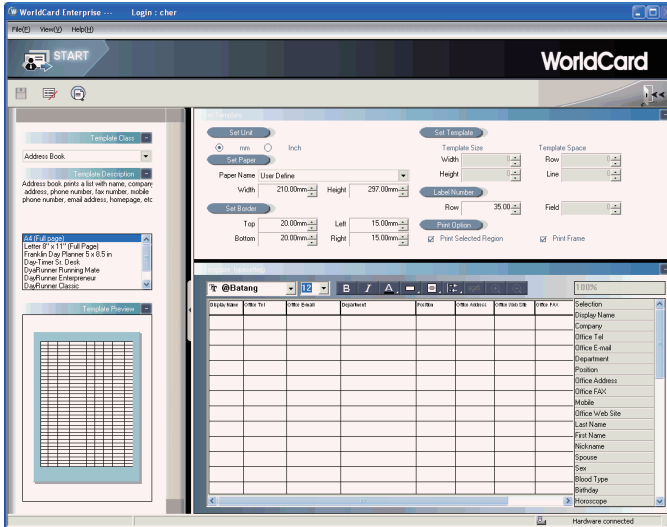 WorldCard Enterprise --- Login : cher
File(F) View(V) Help(H)
START
WorldCard
Template Class
Address Book
Template Description
Address book prints a list with name, company
address, phone number, fax number, mobile
phone number, email address, homepage, etc
A4 (Full page)
Letter 8" x 11" (Full Page)
Franklin Day Planner 5 x 8.5 in
Day-Timer Sr. Desk
DyaRunner Running Mate
DayRunner Enterpreneur
DayRunner Classic
Template Preview
Set Unit
mm Inch
Set Paper
Paper Name User Define
Width 210.00mm Height 297.00mm
Set Border
Top 20.00mm Left 15.00mm
Bottom 20.00mm Right 15.00mm
Set Template
Template Size Template Space
Width 0 Row 0
Height 0 Line 0
Label Number
Row 35.00 Field 0
Print Option
Print Selected Region Print Frame
@Batang 12 B I A 100%
Display Name Office Tel Office E-mail Department Position Office Address Office Web Site Office FAX
Selection
Display Name
Company
Office Tel
Office E-mail
Department
Position
Office Address
Office FAX
Mobile
Office Web Site
Last Name
First Name
Nickname
Spouse
Sex
Blood Type
Birthday
Horoscope
Hardware connected